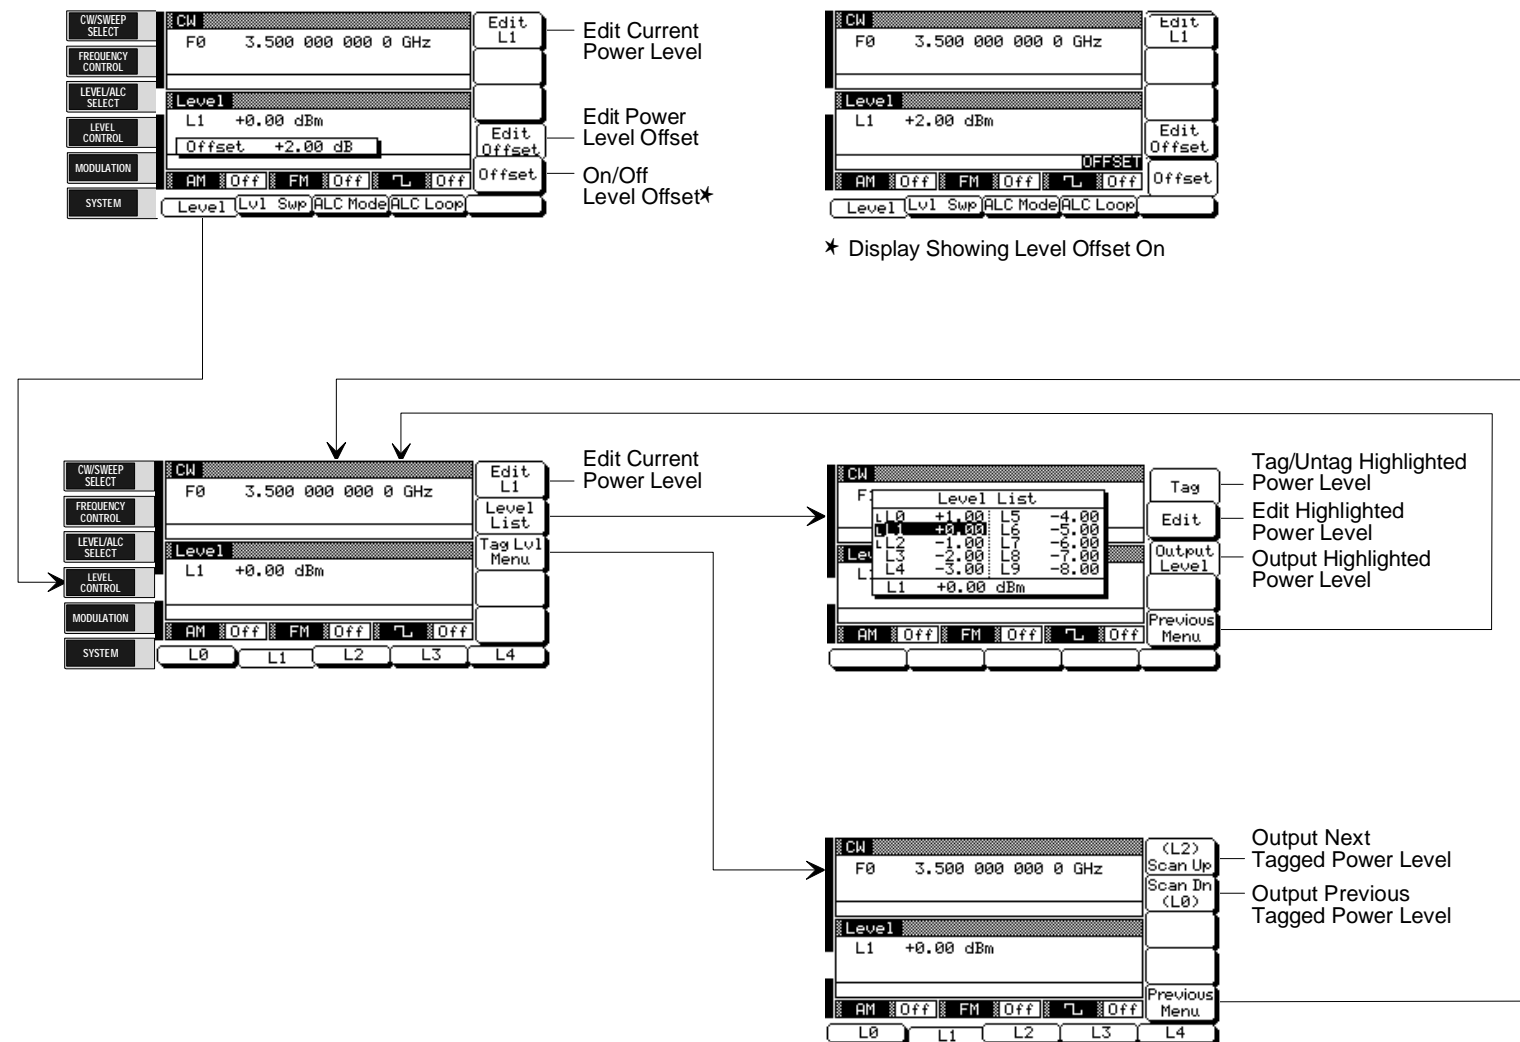 CW/SWEEP
SELECT
FREQUENCY
CONTROL
LEVEL/ALC
SELECT
LEVEL
CONTROL
MODULATION
SYSTEM
CW
F0 3.500 000 000 0 GHz
Level
L1 +0.00 dBm
Offset +2.00 dB
AM Off FM Off Off
Level Lvl Swp ALC Mode ALC Loop
Edit
L1
Edit
Offset
Offset
Edit Current
Power Level
Edit Power
Level Offset
On/Off
Level Offset★
CW
F0 3.500 000 000 0 GHz
Level
L1 +2.00 dBm
OFFSET
AM Off FM Off Off
Level Lvl Swp ALC Mode ALC Loop
Edit
L1
Edit
Offset
Offset
★ Display Showing Level Offset On
CW/SWEEP
SELECT
FREQUENCY
CONTROL
LEVEL/ALC
SELECT
LEVEL
CONTROL
MODULATION
SYSTEM
CW
F0 3.500 000 000 0 GHz
Level
L1 +0.00 dBm
AM Off FM Off Off
L0 L1 L2 L3 L4
Edit
L1
Level
List
Tag Lvl
Menu
Edit Current
Power Level
CW
F
Level List
L L0 +1.00 L5 -4.00
L L1 +0.00 L6 -5.00
L L2 -1.00 L7 -6.00
L3 -2.00 L8 -7.00
L4 -3.00 L9 -8.00
L1 +0.00 dBm
Lev
L
AM Off FM Off Off
Tag
Edit
Output
Level
Previous
Menu
Tag/Untag Highlighted
Power Level
Edit Highlighted
Power Level
Output Highlighted
Power Level
CW
F0 3.500 000 000 0 GHz
Level
L1 +0.00 dBm
AM Off FM Off Off
L0 L1 L2 L3 L4
(L2)
Scan Up
Scan Dn
(L0)
Previous
Menu
Output Next
Tagged Power Level
Output Previous
Tagged Power Level